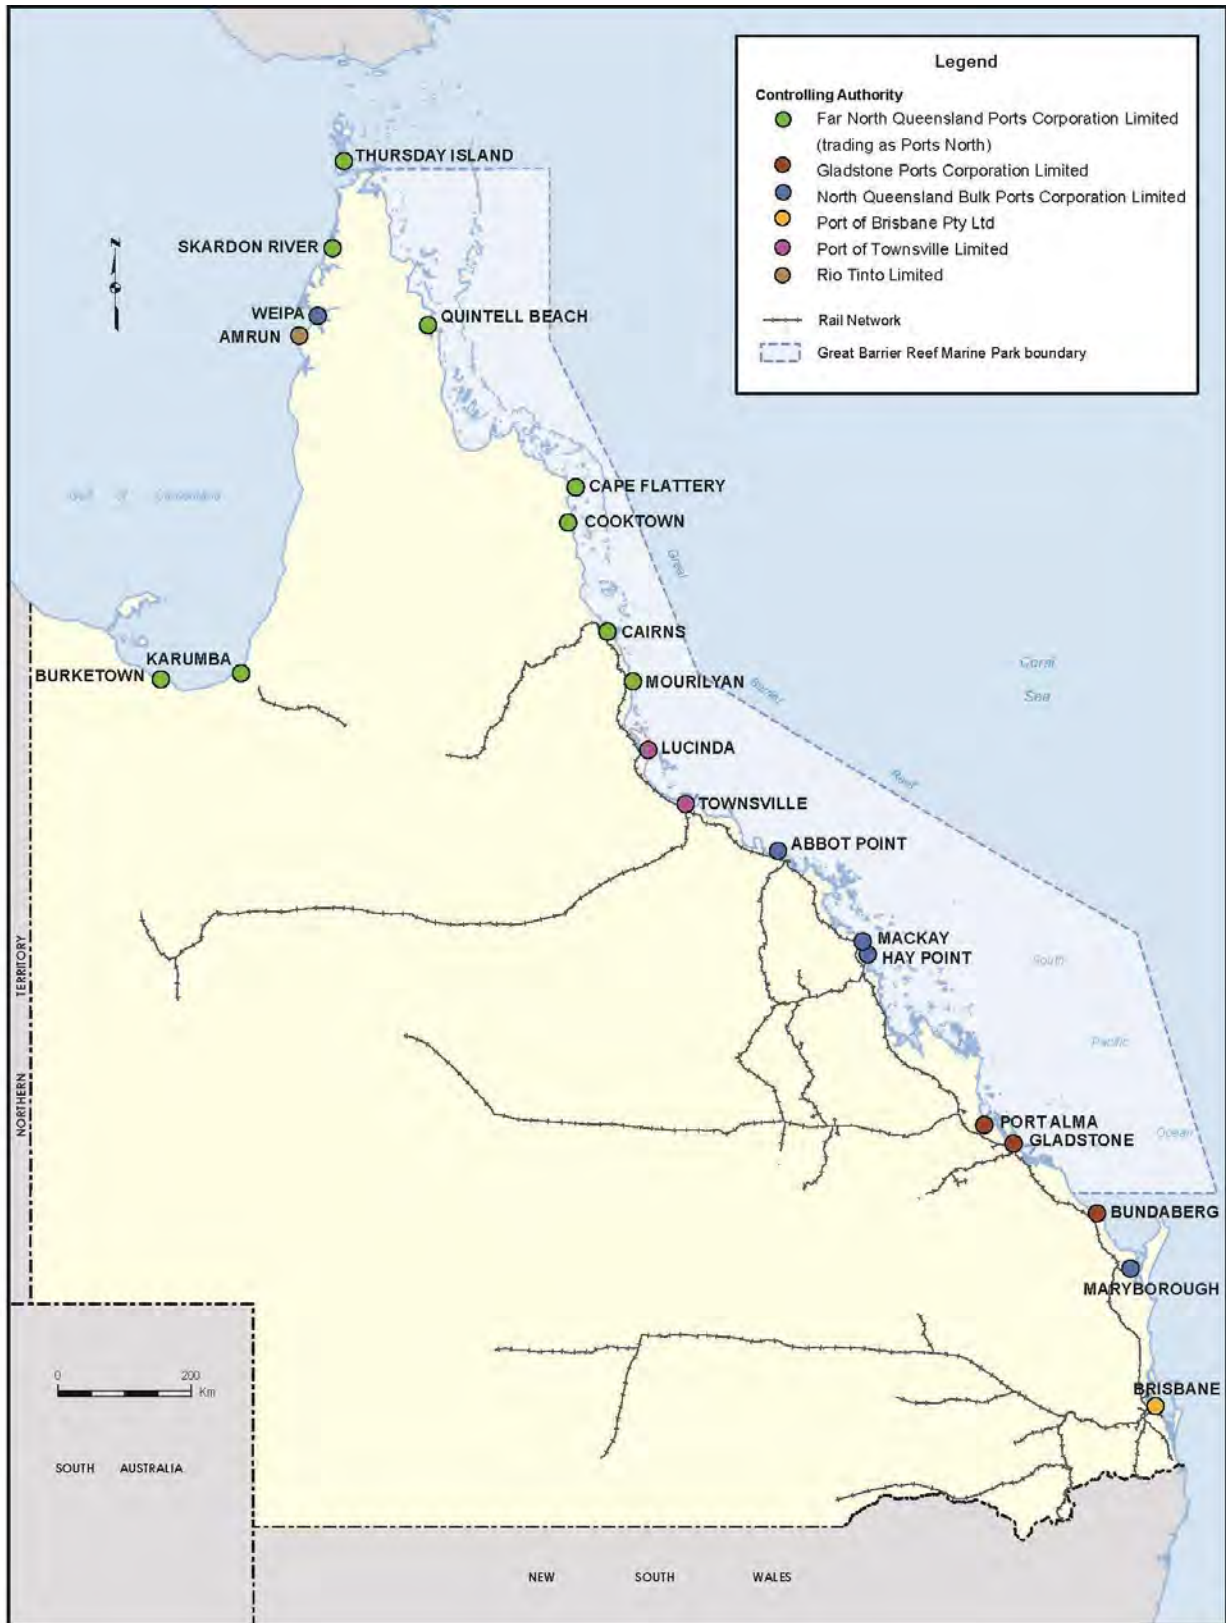 Legend
Controlling Authority
Far North Queensland Ports Corporation Limited
(trading as Ports North)
Gladstone Ports Corporation Limited
North Queensland Bulk Ports Corporation Limited
Port of Brisbane Pty Ltd
Port of Townsville Limited
Rio Tinto Limited
Rail Network
Great Barrier Reef Marine Park boundary
THURSDAY ISLAND
N
SKARDON RIVER
WEIPA
QUINTELL BEACH
AMRUN
CAPE FLATTERY
Gulf of Carpentaria
COOKTOWN
Great
CAIRNS
KARUMBA
BURKETOWN
MOURILYAN
Barrier
Coral
Sea
LUCINDA
Reef
TOWNSVILLE
ABBOT POINT
MACKAY
HAY POINT
South
NORTHERN TERRITORY
Pacific
PORT ALMA
GLADSTONE
Ocean
BUNDABERG
MARYBOROUGH
0 200
Km
BRISBANE
SOUTH AUSTRALIA
NEW SOUTH WALES